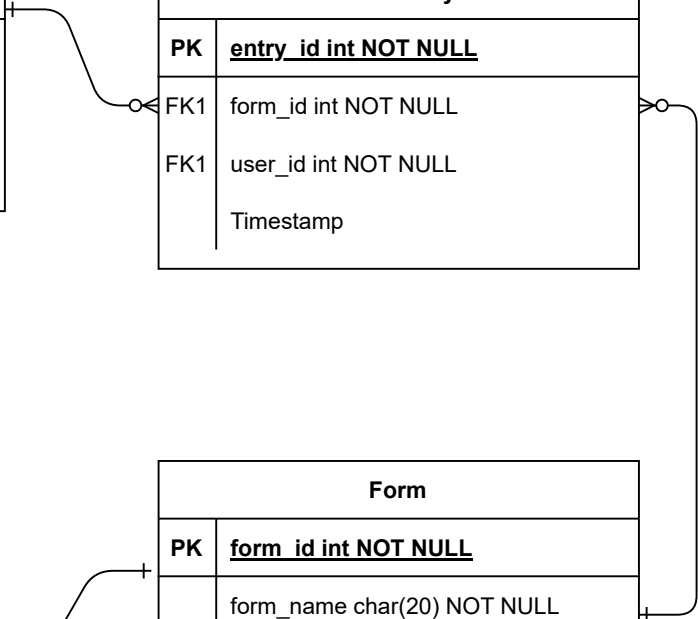 PK entry_id int NOT NULL
FK1 form_id int NOT NULL
FK1 user_id int NOT NULL
Timestamp
Form
PK form_id int NOT NULL
form_name char(20) NOT NULL